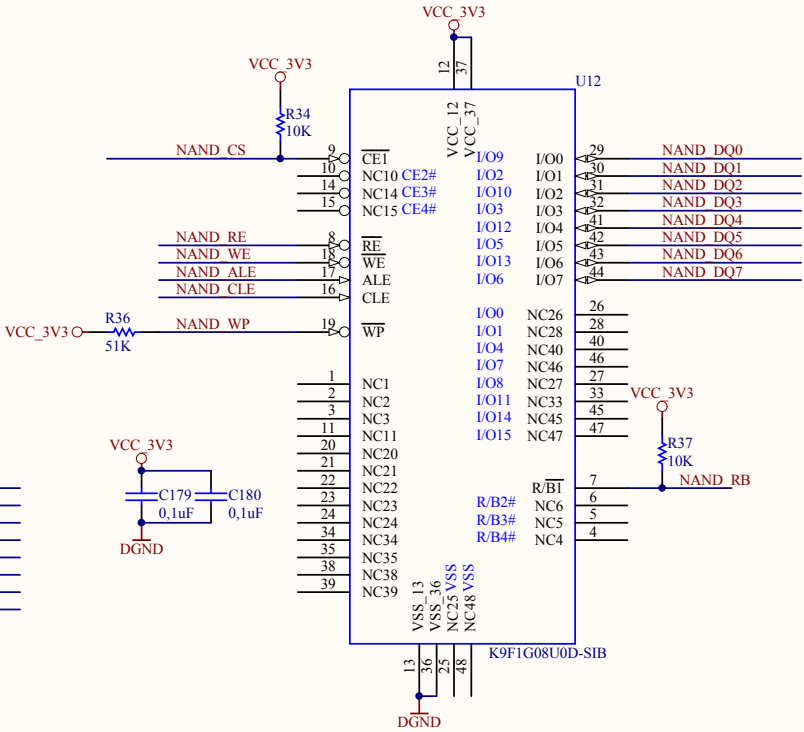 VCC_3V3
12
37
U12
VCC_12
VCC_37
VCC_3V3
R34
10K
NAND_CS
9
CE1
10
NC10 CE2#
14
NC14 CE3#
15
NC15 CE4#
NAND_RE
8
RE
NAND_WE
18
WE
NAND_ALE
17
ALE
NAND_CLE
16
CLE
R36
VCC_3V3
51K
NAND_WP
19
WP
1
NC1
2
NC2
3
NC3
11
NC11
20
NC20
21
NC21
22
NC22
23
NC23
24
NC24
34
NC34
35
NC35
38
NC38
39
NC39
I/O9
I/O0
29
NAND_DQ0
I/O2
I/O1
30
NAND_DQ1
I/O10
I/O2
31
NAND_DQ2
I/O3
I/O3
32
NAND_DQ3
I/O12
I/O4
41
NAND_DQ4
I/O5
I/O5
42
NAND_DQ5
I/O13
I/O6
43
NAND_DQ6
I/O6
I/O7
44
NAND_DQ7
I/O0
NC26
26
I/O1
NC28
28
I/O4
NC40
40
I/O7
NC46
46
I/O8
NC27
27
I/O11
NC33
33
I/O14
NC45
45
I/O15
NC47
47
VCC_3V3
R37
10K
R/B1
7
NAND_RB
R/B2#
NC6
6
R/B3#
NC5
5
R/B4#
NC4
4
VCC_3V3
C179
0,1uF
C180
0,1uF
DGND
VSS_13
VSS_36
NC25 VSS
NC48 VSS
K9F1G08U0D-SIB
13
36
25
48
DGND